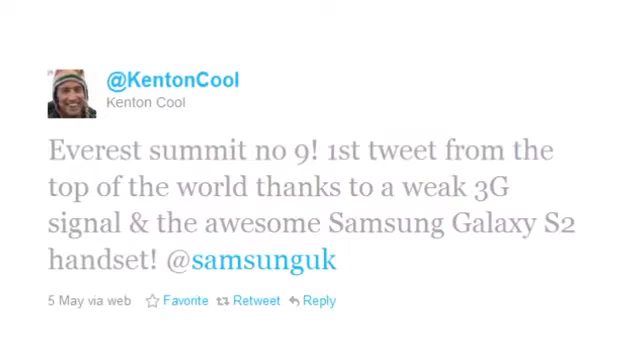 @KentonCool
Kenton Cool
Everest summit no 9! 1st tweet from the
top of the world thanks to a weak 3G
signal & the awesome Samsung Galaxy S2
handset! @samsunguk
5 May via web Favorite Retweet Reply